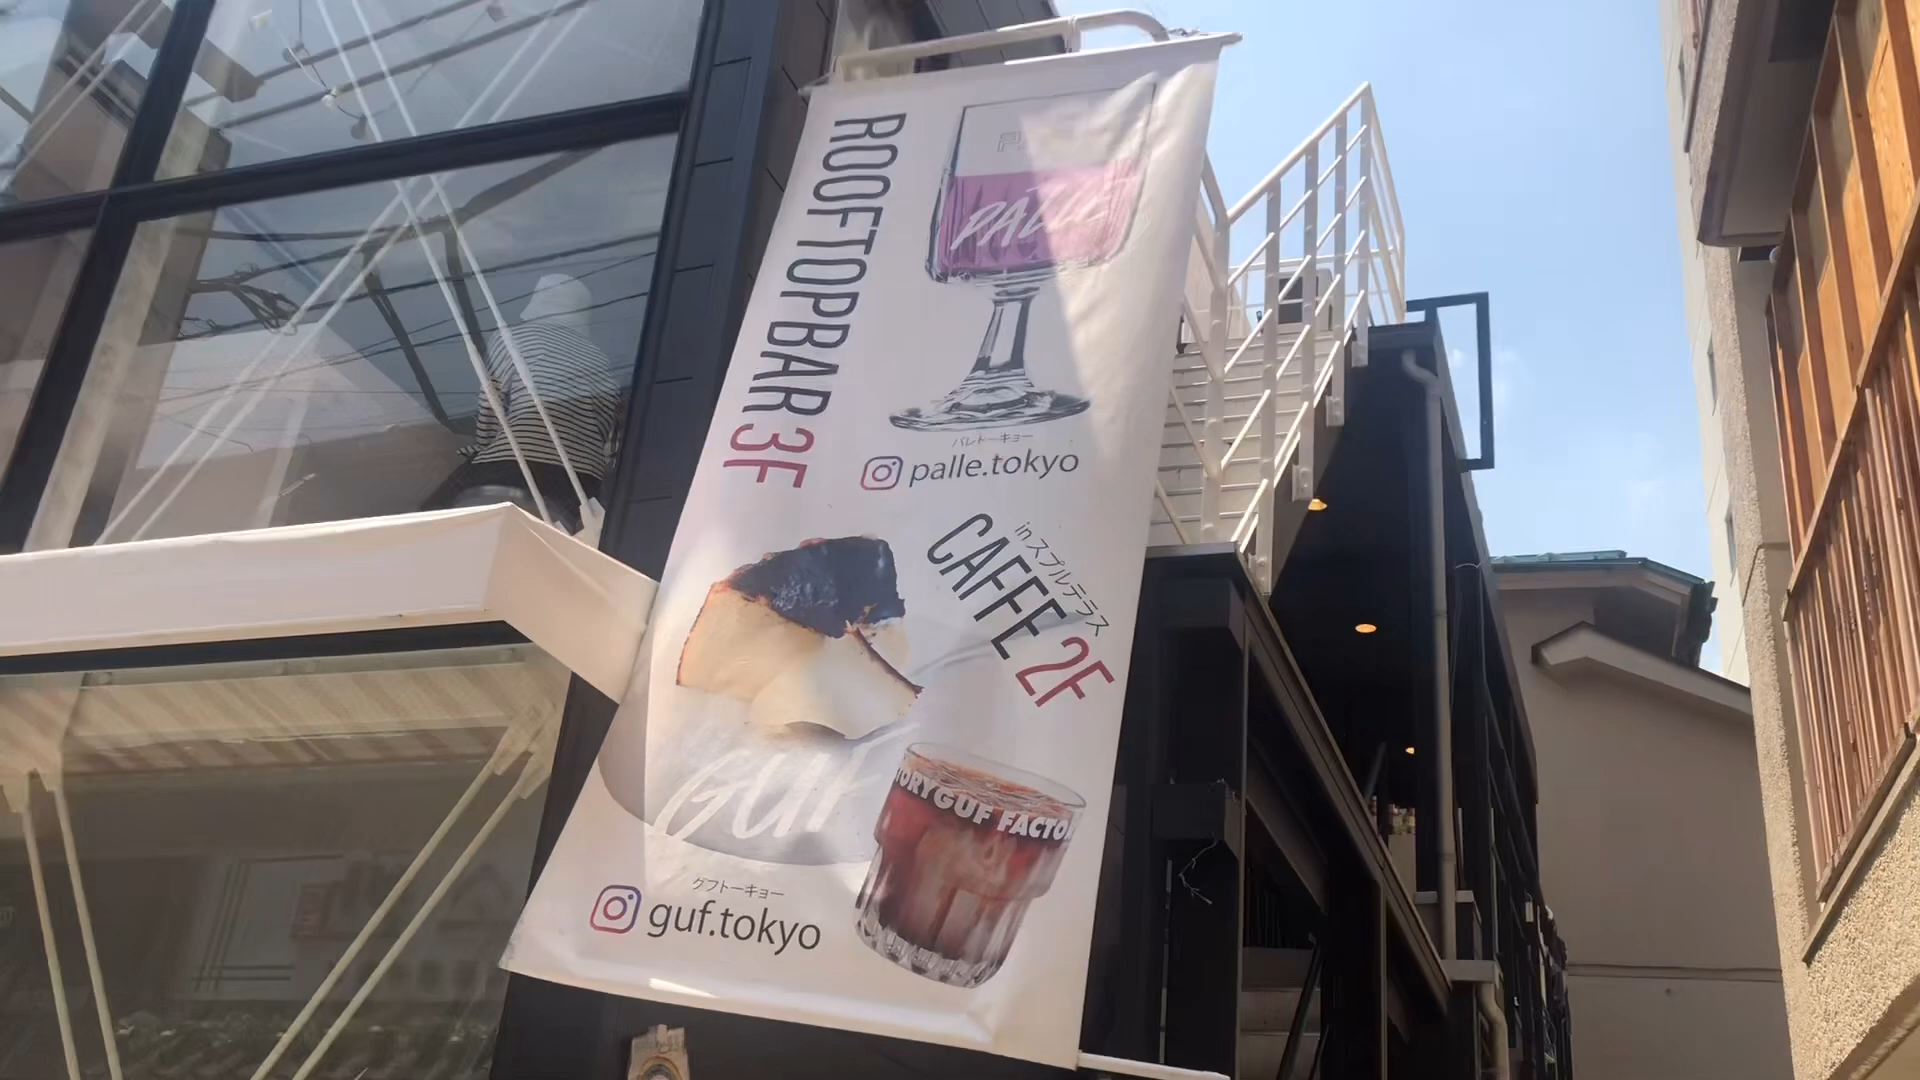 ROOFTOPBAR 3F
PALLE
パレトーキョー
palle.tokyo
in スプルテラス
CAFFE 2F
GUF
TORYGUF FACTO
グフトーキョー
guf.tokyo